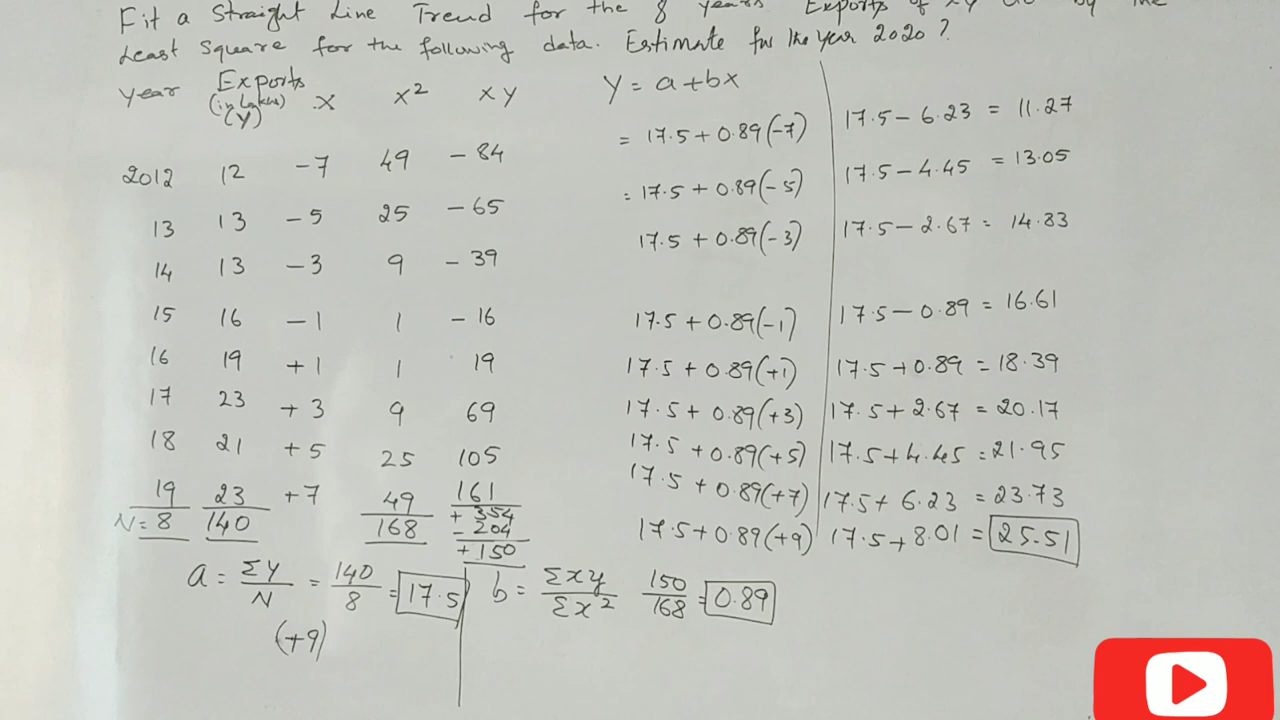 Fit a Straight Line Trend for the 8 years Exports of
Least Square for the following data. Estimate for the year 2020?
year Exports (in Lakhs) (Y) X X² XY Y = a+bx
2012 12 -7 49 -84 = 17.5+0.89(-7) 17.5-6.23 = 11.27
13 13 -5 25 -65 = 17.5+0.89(-5) 17.5-4.45 = 13.05
14 13 -3 9 -39 17.5+0.89(-3) 17.5-2.67 = 14.83
15 16 -1 1 -16 17.5+0.89(-1) 17.5-0.89 = 16.61
16 19 +1 1 19 17.5+0.89(+1) 17.5+0.89 = 18.39
17 23 +3 9 69 17.5+0.89(+3) 17.5+2.67 = 20.17
18 21 +5 25 105 17.5+0.89(+5) 17.5+4.45 = 21.95
19 23 +7 49 161 17.5+0.89(+7) 17.5+6.23 = 23.73
N=8 140 168 +354 17.5+0.89(+9) 17.5+8.01 = 25.51
-204
+150
a = ΣY/N = 140/8 = 17.5 b = Σxy/Σx² 150/168 = 0.89
(+9)